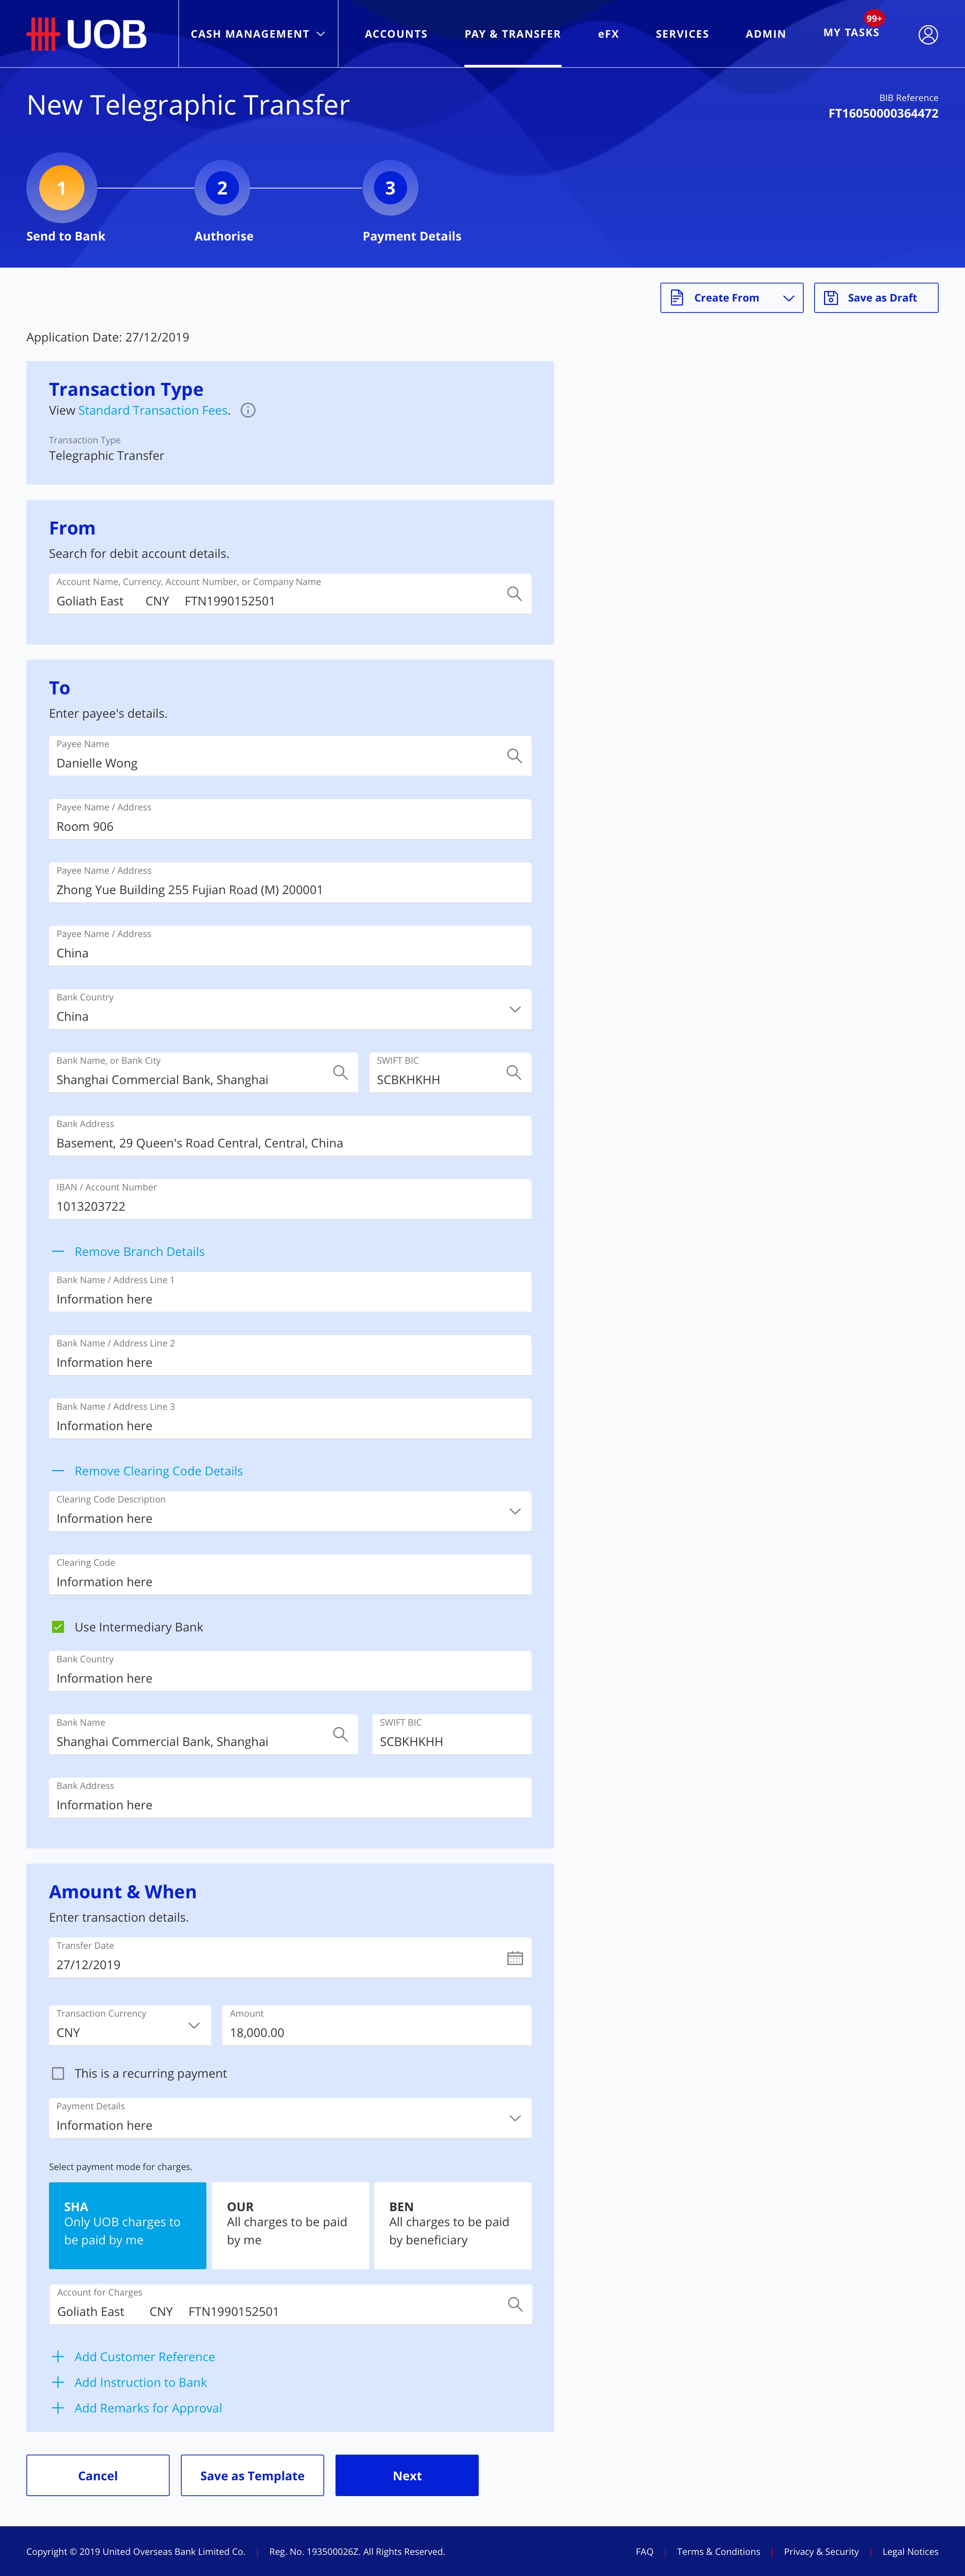 UOB
CASH MANAGEMENT
ACCOUNTS
PAY & TRANSFER
eFX
SERVICES
ADMIN
MY TASKS
99+
New Telegraphic Transfer
BIB Reference
FT16050000364472
1
2
3
Send to Bank
Authorise
Payment Details
Create From
Save as Draft
Application Date: 27/12/2019
Transaction Type
View Standard Transaction Fees.
Transaction Type
Telegraphic Transfer
From
Search for debit account details.
Account Name, Currency, Account Number, or Company Name
Goliath East CNY FTN1990152501
To
Enter payee's details.
Payee Name
Danielle Wong
Payee Name / Address
Room 906
Payee Name / Address
Zhong Yue Building 255 Fujian Road (M) 200001
Payee Name / Address
China
Bank Country
China
Bank Name, or Bank City
Shanghai Commercial Bank, Shanghai
SWIFT BIC
SCBKHKHH
Bank Address
Basement, 29 Queen's Road Central, Central, China
IBAN / Account Number
1013203722
Remove Branch Details
Bank Name / Address Line 1
Information here
Bank Name / Address Line 2
Information here
Bank Name / Address Line 3
Information here
Remove Clearing Code Details
Clearing Code Description
Information here
Clearing Code
Information here
Use Intermediary Bank
Bank Country
Information here
Bank Name
Shanghai Commercial Bank, Shanghai
SWIFT BIC
SCBKHKHH
Bank Address
Information here
Amount & When
Enter transaction details.
Transfer Date
27/12/2019
Transaction Currency
CNY
Amount
18,000.00
This is a recurring payment
Payment Details
Information here
Select payment mode for charges.
SHA
Only UOB charges to
be paid by me
OUR
All charges to be paid
by me
BEN
All charges to be paid
by beneficiary
Account for Charges
Goliath East CNY FTN1990152501
Add Customer Reference
Add Instruction to Bank
Add Remarks for Approval
Cancel
Save as Template
Next
Copyright © 2019 United Overseas Bank Limited Co. | Reg. No. 193500026Z. All Rights Reserved.
FAQ | Terms & Conditions | Privacy & Security | Legal Notices